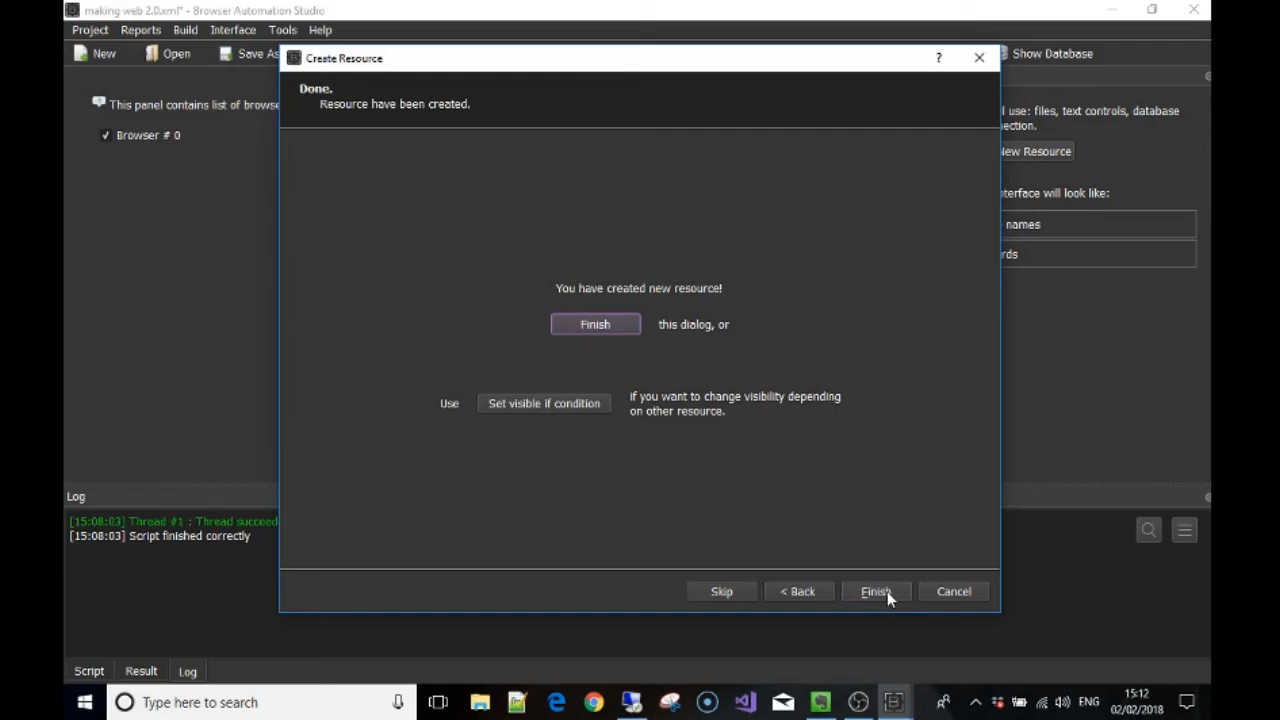 making web 2.0.xml* - Browser Automation Studio
Project Reports Build Interface Tools Help
New Open Save As Show Database
Create Resource
?
Done.
Resource have been created.
This panel contains list of browse
Browser # 0
l use: files, text controls, database
ection.
New Resource
nterface will look like:
names
rds
You have created new resource!
Finish this dialog, or
Use Set visible if condition if you want to change visibility depending
on other resource.
Log
[15:08:03] Thread #1 : Thread succeed
[15:08:03] Script finished correctly
Skip < Back Finish Cancel
Script Result Log
Type here to search
ENG
15:12
02/02/2018